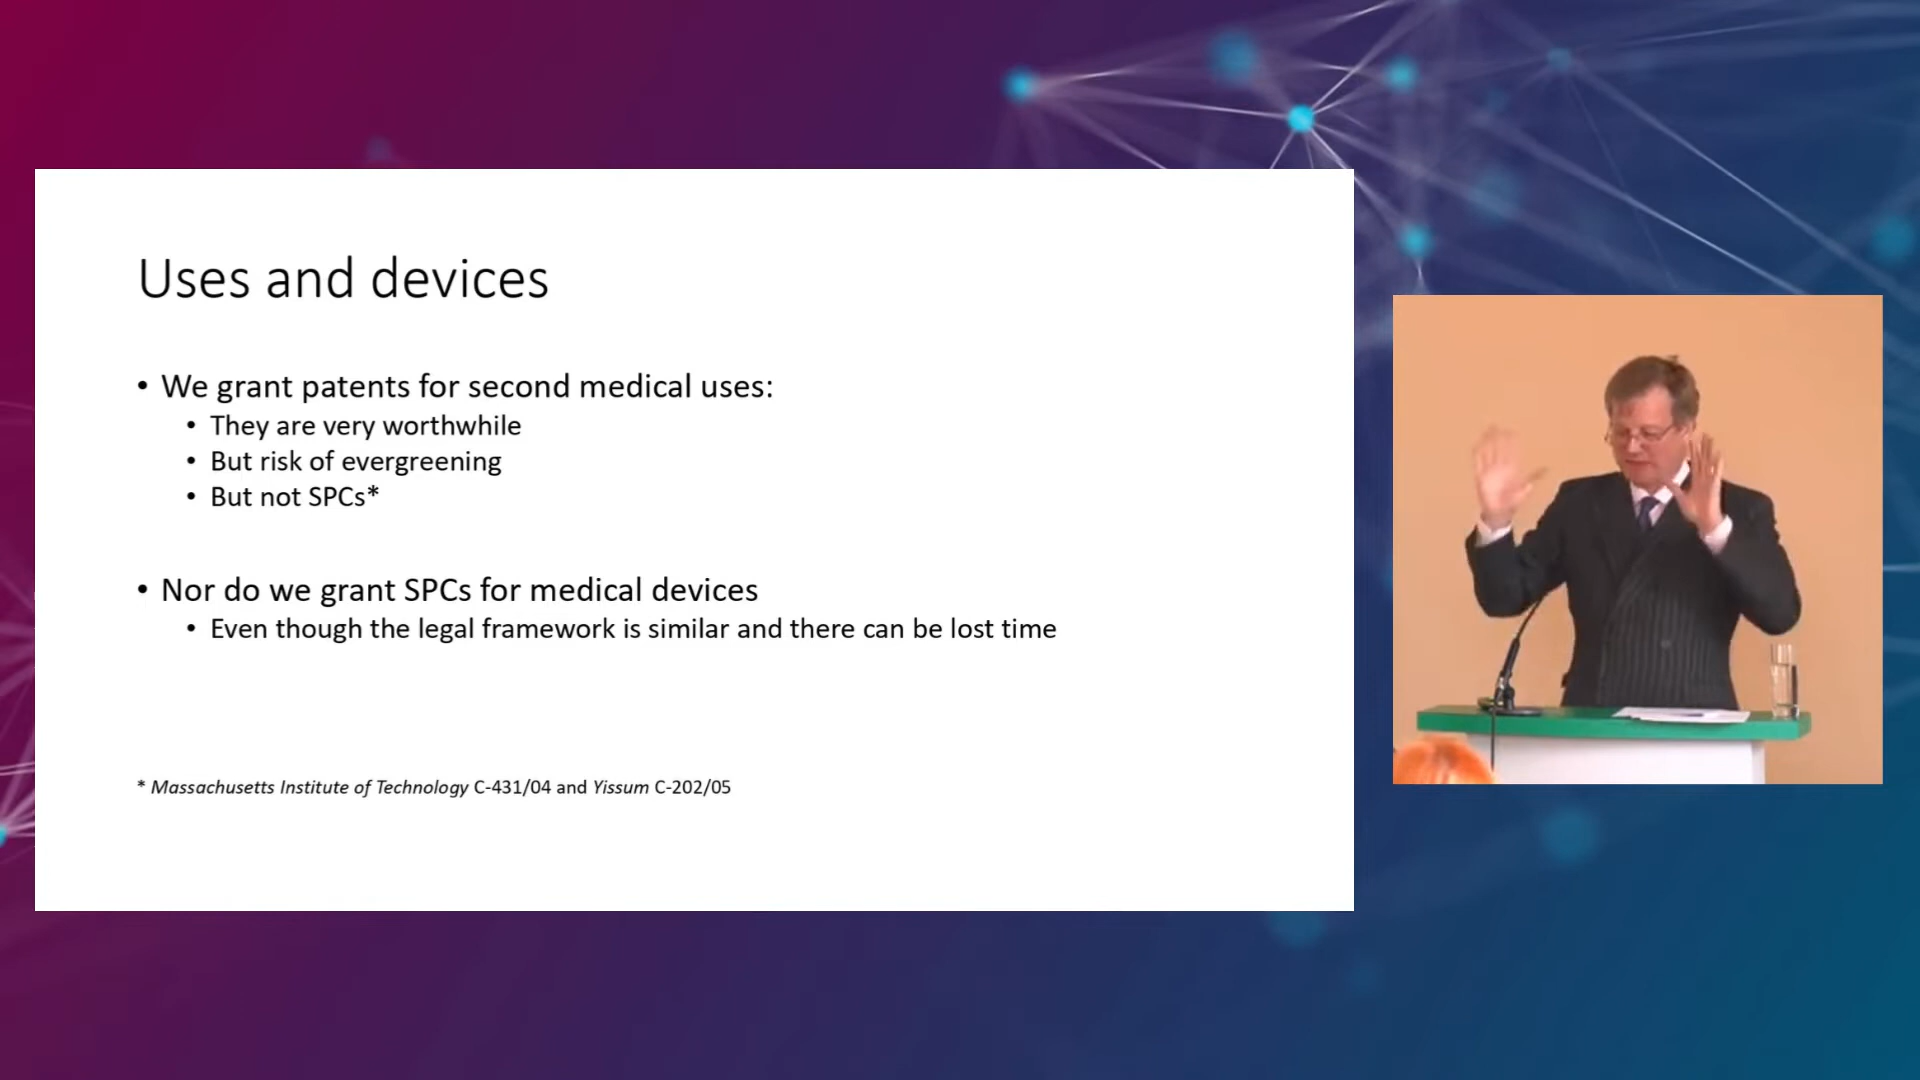 Uses and devices
• We grant patents for second medical uses:
• They are very worthwhile
• But risk of evergreening
• But not SPCs*
• Nor do we grant SPCs for medical devices
• Even though the legal framework is similar and there can be lost time
* Massachusetts Institute of Technology C-431/04 and Yissum C-202/05